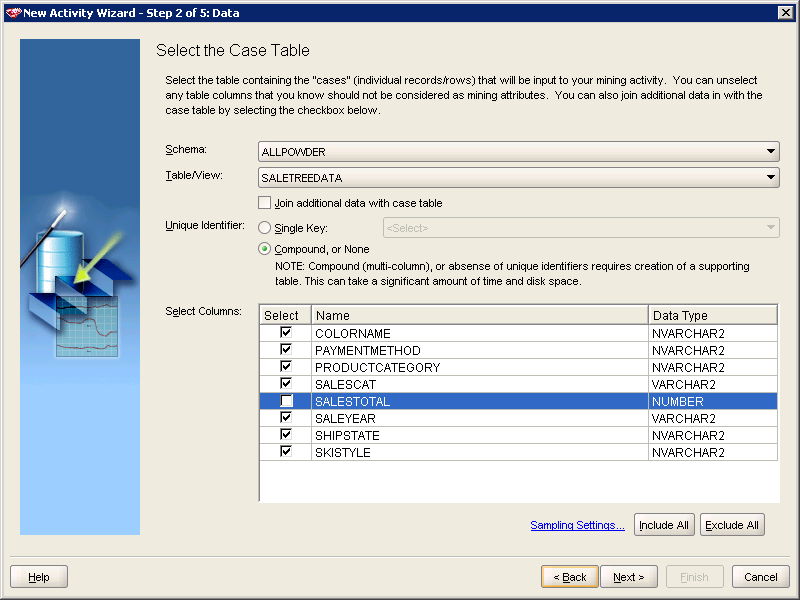 New Activity Wizard - Step 2 of 5: Data
Select the Case Table
Select the table containing the "cases" (individual records/rows) that will be input to your mining activity. You can unselect
any table columns that you know should not be considered as mining attributes. You can also join additional data in with the
case table by selecting the checkbox below.
Schema: ALLPOWDER
Table/View: SALETREEDATA
Join additional data with case table
Unique Identifier: Single Key: <Select>
Compound, or None
NOTE: Compound (multi-column), or absense of unique identifiers requires creation of a supporting
table. This can take a significant amount of time and disk space.
Select Columns: Select Name Data Type
COLORNAME NVARCHAR2
PAYMENTMETHOD NVARCHAR2
PRODUCTCATEGORY NVARCHAR2
SALESCAT VARCHAR2
SALESTOTAL NUMBER
SALEYEAR VARCHAR2
SHIPSTATE NVARCHAR2
SKISTYLE NVARCHAR2
Sampling Settings... Include All Exclude All
Help < Back Next > Finish Cancel